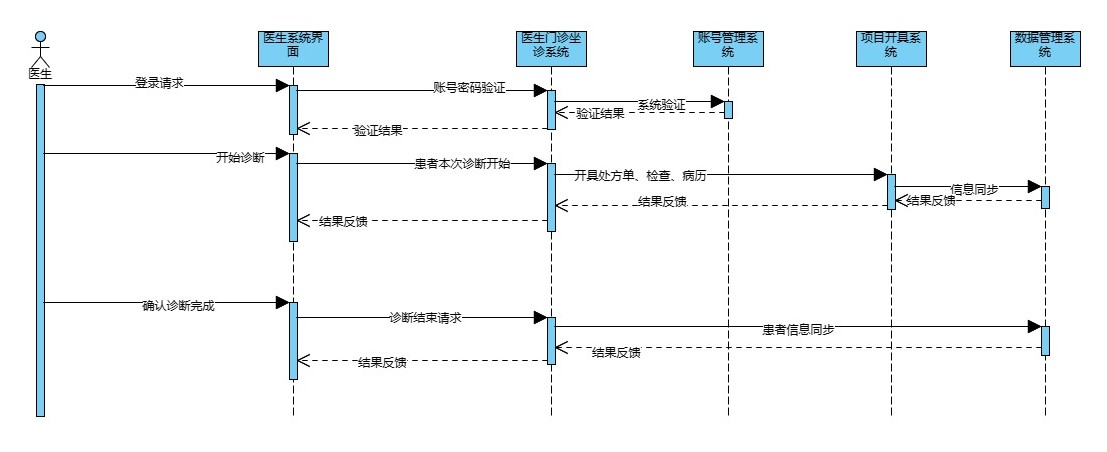 医生系统界
面
医生门诊坐
诊系统
账号管理系
统
项目开具系
统
数据管理系
统
医生
登录请求
账号密码验证
系统验证
验证结果
验证结果
开始诊断
患者本次诊断开始
开具处方单、检查、病历
信息同步
结果反馈
结果反馈
结果反馈
确认诊断完成
诊断结束请求
患者信息同步
结果反馈
结果反馈